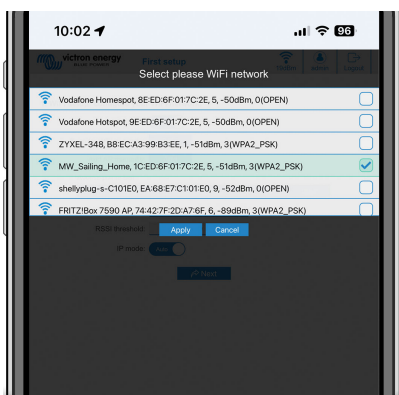 10:02
96
victron energy
BLUE POWER
First setup
Logout
Select please WiFi network
Vodafone Homespot, 8E:ED:6F:01:7C:2E, 5, -50dBm, 0(OPEN)
Vodafone Hotspot, 9E:ED:6F:01:7C:2E, 5, -50dBm, 0(OPEN)
ZYXEL-348, B8:EC:A3:99:B3:EE, 1, -51dBm, 3(WPA2_PSK)
MW_Sailing_Home, 1C:ED:6F:01:7C:2E, 5, -51dBm, 3(WPA2_PSK)
shellyplug-s-C101E0, EA:68:E7:C1:01:E0, 9, -52dBm, 0(OPEN)
FRITZ!Box 7590 AP, 74:42:7F:2D:A7:6F, 6, -89dBm, 3(WPA2_PSK)
RSSI threshold:
Apply
Cancel
IP mode:
Auto
Next